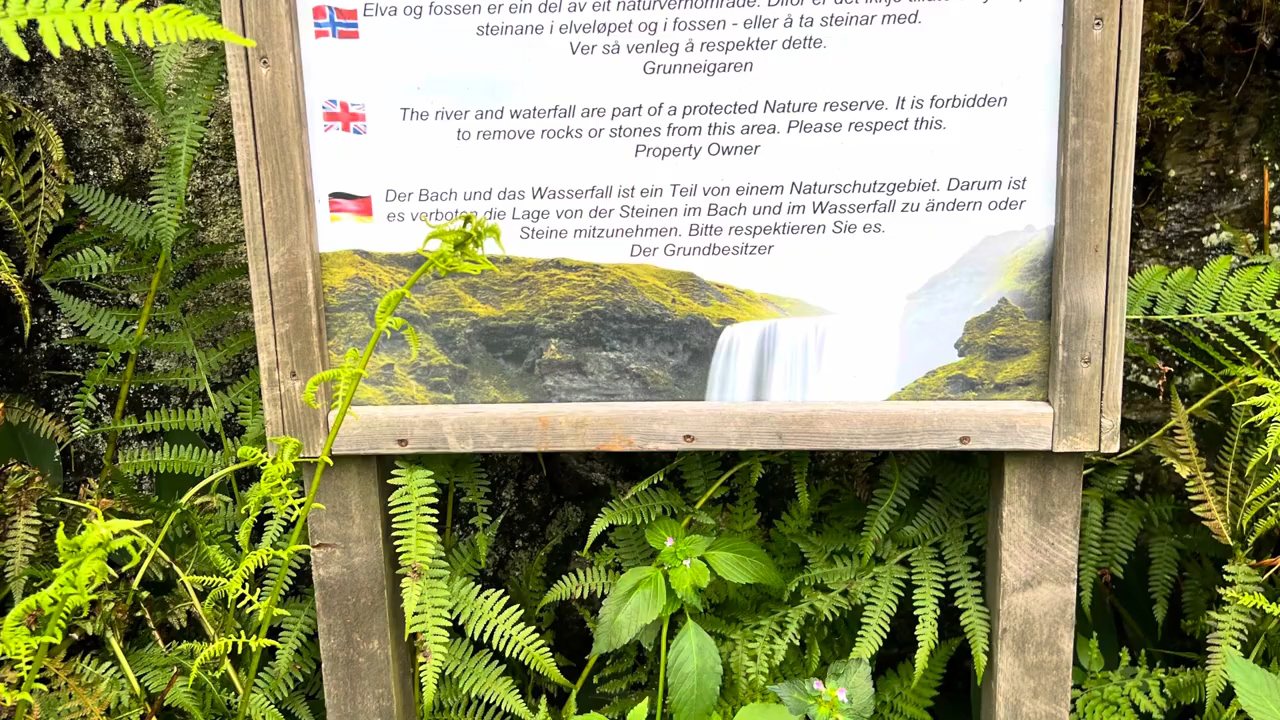 Elva og fossen er ein del av eit naturvernområde. Difor er det ikkje
steinane i elveløpet og i fossen - eller å ta steinar med.
Ver så venleg å respekter dette.
Grunneigaren
The river and waterfall are part of a protected Nature reserve. It is forbidden
to remove rocks or stones from this area. Please respect this.
Property Owner
Der Bach und das Wasserfall ist ein Teil von einem Naturschutzgebiet. Darum ist
es verboten die Lage von der Steinen im Bach und im Wasserfall zu ändern oder
Steine mitzunehmen. Bitte respektieren Sie es.
Der Grundbesitzer